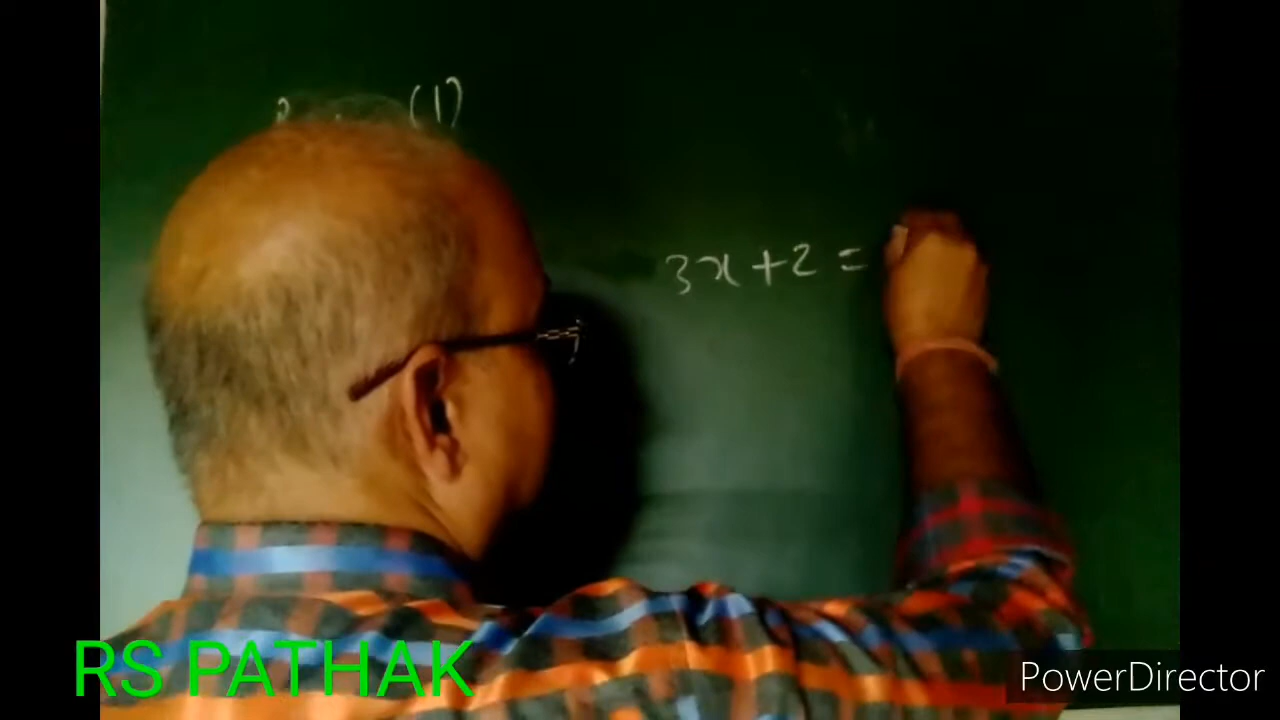 (1)
3x+2=
RS PATHAK
PowerDirector